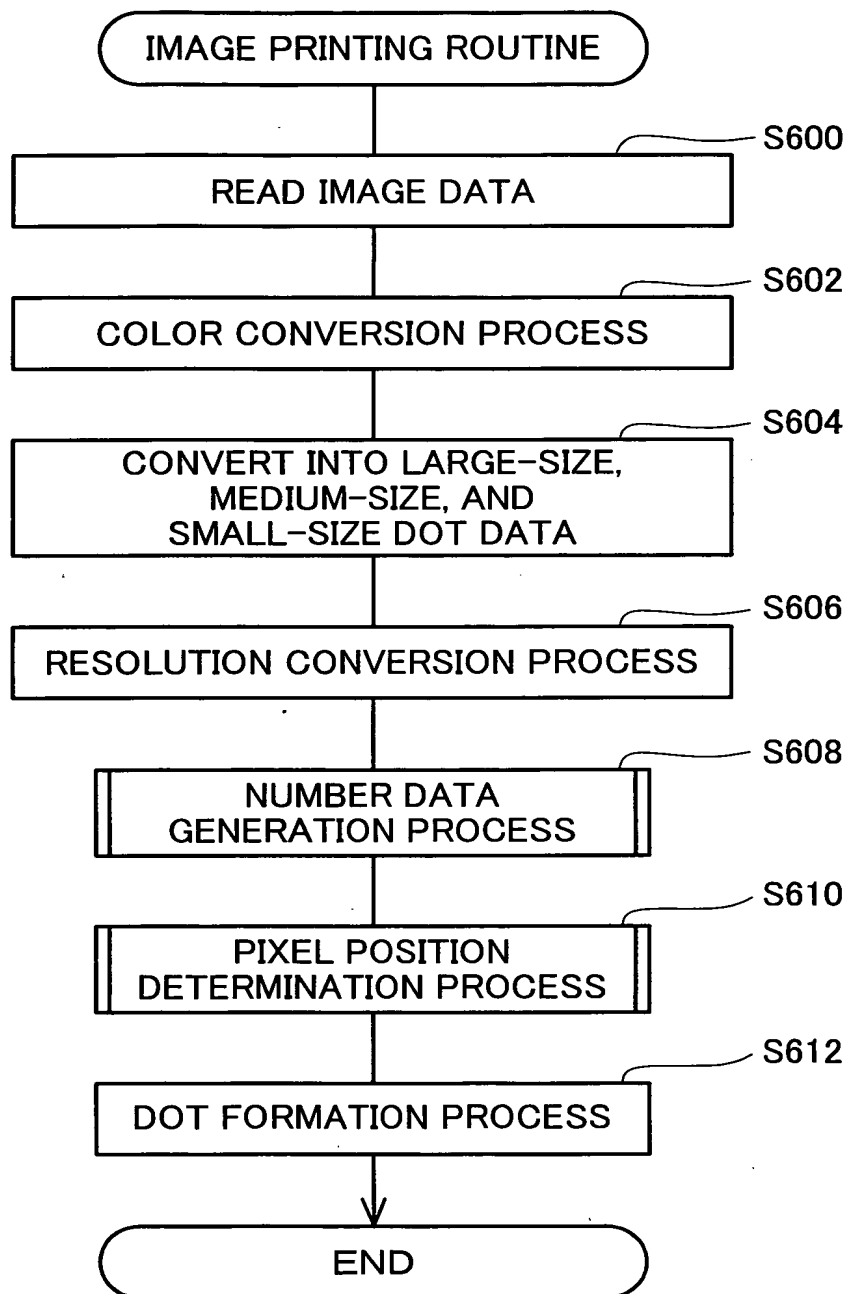 IMAGE PRINTING ROUTINE
S600
READ IMAGE DATA
S602
COLOR CONVERSION PROCESS
S604
CONVERT INTO LARGE-SIZE,
MEDIUM-SIZE, AND
SMALL-SIZE DOT DATA
S606
RESOLUTION CONVERSION PROCESS
S608
NUMBER DATA
GENERATION PROCESS
S610
PIXEL POSITION
DETERMINATION PROCESS
S612
DOT FORMATION PROCESS
END